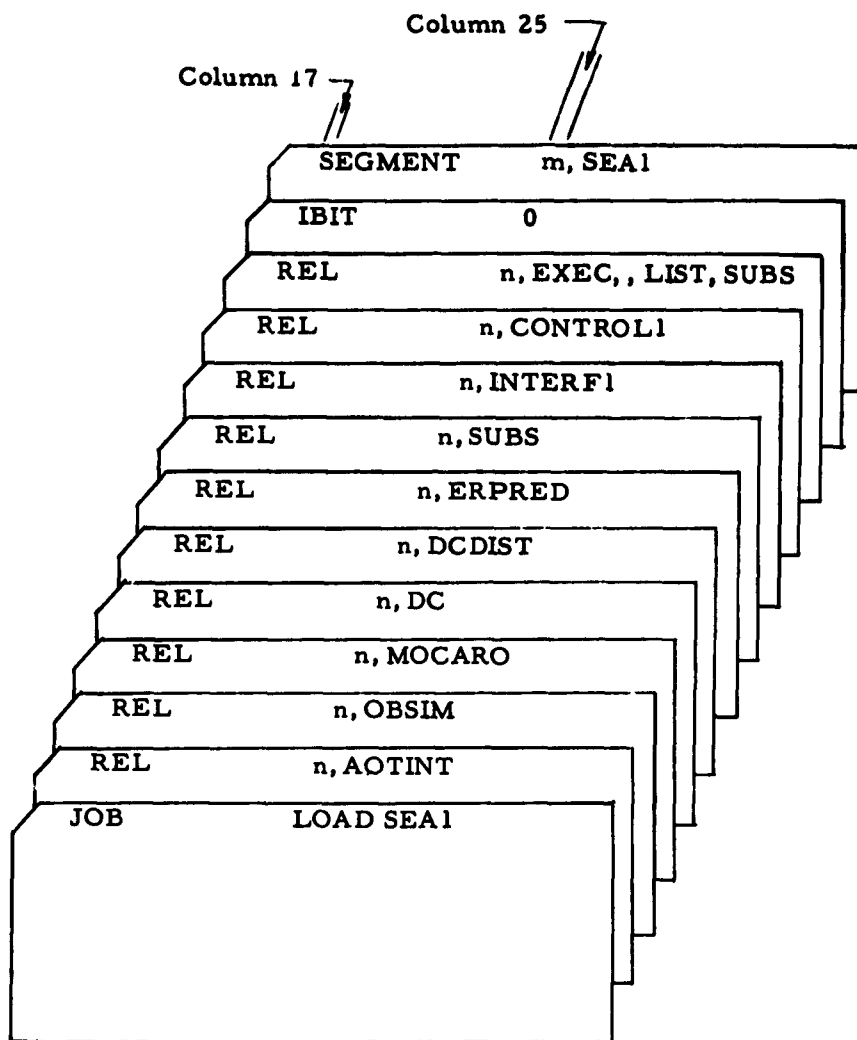 Column 25
Column 17
SEGMENT m, SEA1
IBIT 0
REL n, EXEC, , LIST, SUBS
REL n, CONTROL1
REL n, INTERF1
REL n, SUBS
REL n, ERPRED
REL n, DCDIST
REL n, DC
REL n, MOCARO
REL n, OBSIM
REL n, AOTINT
JOB LOAD SEA1